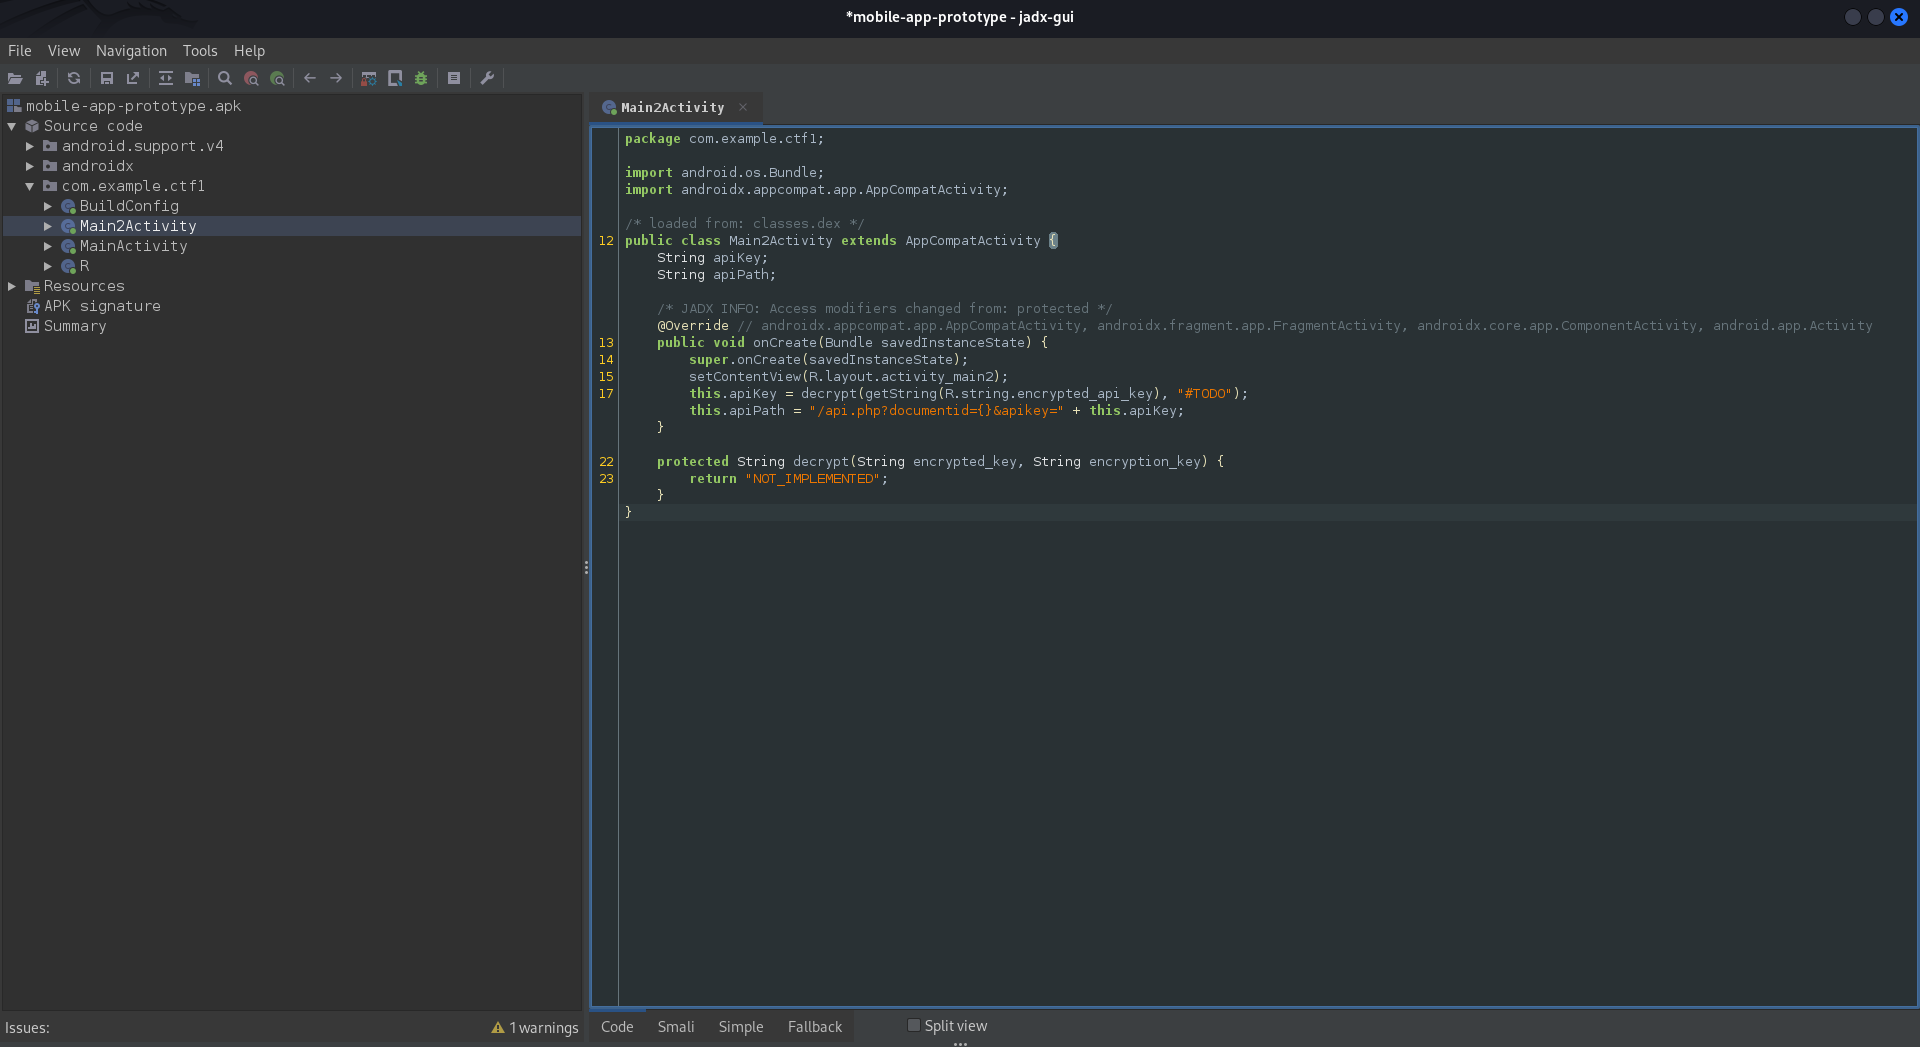 *mobile-app-prototype - jadx-gui
File View Navigation Tools Help
mobile-app-prototype.apk
Source code
android.support.v4
androidx
com.example.ctf1
BuildConfig
Main2Activity
MainActivity
R
Resources
APK signature
Summary
Issues:
1 warnings
Main2Activity
package com.example.ctf1;
import android.os.Bundle;
import androidx.appcompat.app.AppCompatActivity;
/* loaded from: classes.dex */
12 public class Main2Activity extends AppCompatActivity {
String apiKey;
String apiPath;
/* JADX INFO: Access modifiers changed from: protected */
@Override // androidx.appcompat.app.AppCompatActivity, androidx.fragment.app.FragmentActivity, androidx.core.app.ComponentActivity, android.app.Activity
13 public void onCreate(Bundle savedInstanceState) {
14 super.onCreate(savedInstanceState);
15 setContentView(R.layout.activity_main2);
17 this.apiKey = decrypt(getString(R.string.encrypted_api_key), "#TODO");
this.apiPath = "/api.php?documentid={}&apikey=" + this.apiKey;
}
22 protected String decrypt(String encrypted_key, String encryption_key) {
23 return "NOT_IMPLEMENTED";
}
}
Code Smali Simple Fallback Split view